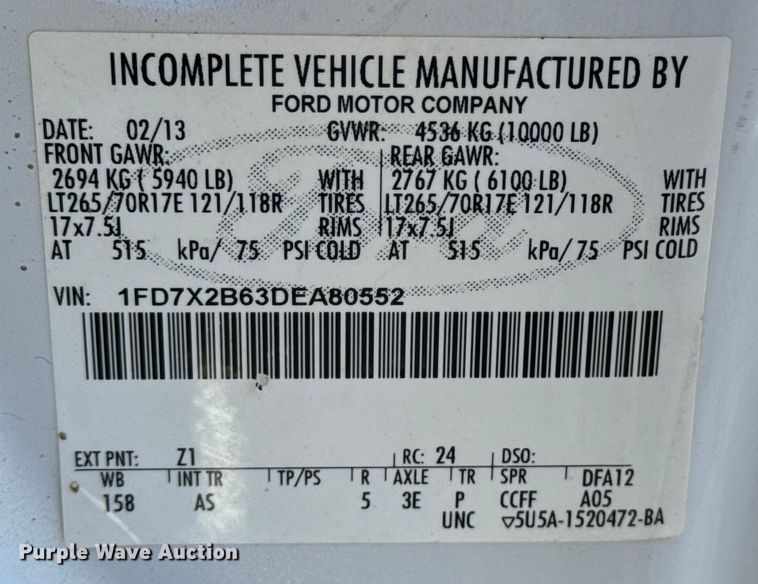 INCOMPLETE VEHICLE MANUFACTURED BY
FORD MOTOR COMPANY
DATE: 02/13 GVWR: 4536 KG (10000 LB)
FRONT GAWR: REAR GAWR:
2694 KG ( 5940 LB) WITH 2767 KG ( 6100 LB) WITH
LT265/70R17E 121/118R TIRES LT265/70R17E 121/118R TIRES
17x7.5J RIMS 17x7.5J RIMS
AT 515 kPa/ 75 PSI COLD AT 515 kPa/ 75 PSI COLD
VIN: 1FD7X2B63DEA80552
EXT PNT: Z1 RC: 24 DSO:
WB INT TR TP/PS R AXLE TR SPR DFA12
158 AS 5 3E P CCFF A05
UNC ▽5U5A-1520472-BA
Purple Wave Auction
Ford